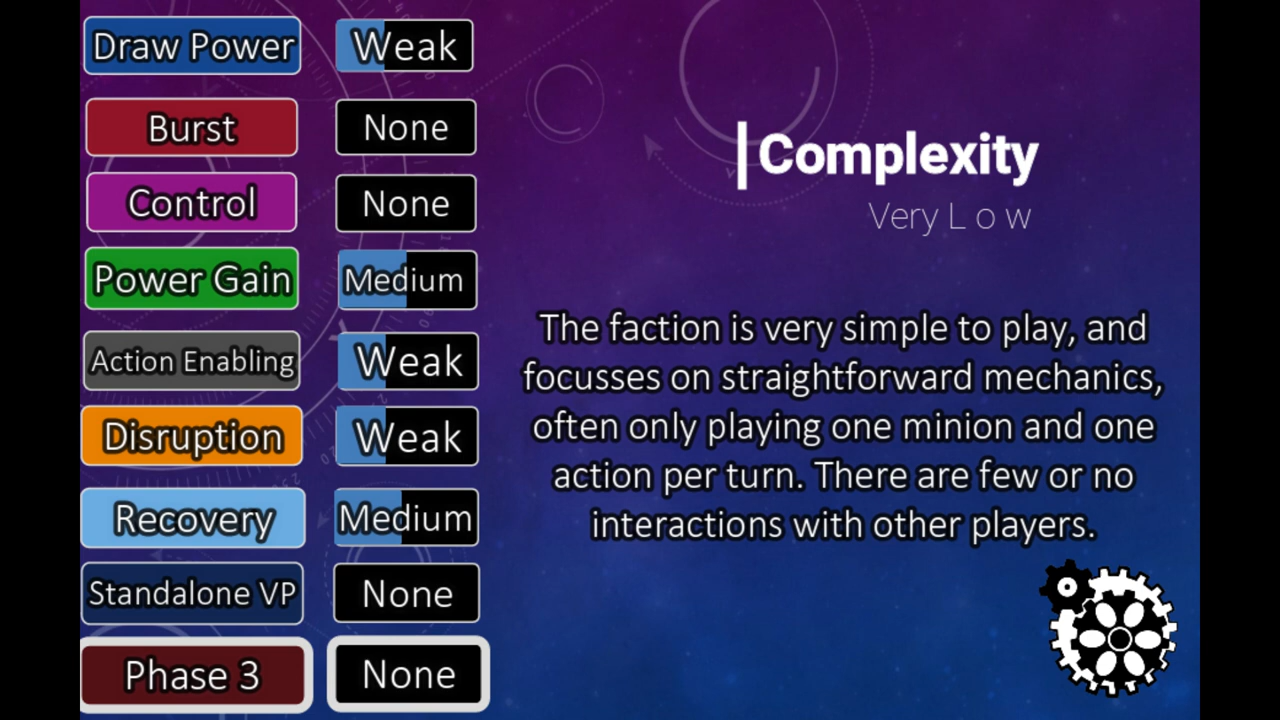 Draw Power Weak
Burst None
Control None
Power Gain Medium
Action Enabling Weak
Disruption Weak
Recovery Medium
Standalone VP None
Phase 3 None
Complexity
Very Low
The faction is very simple to play, and
focusses on straightforward mechanics,
often only playing one minion and one
action per turn. There are few or no
interactions with other players.